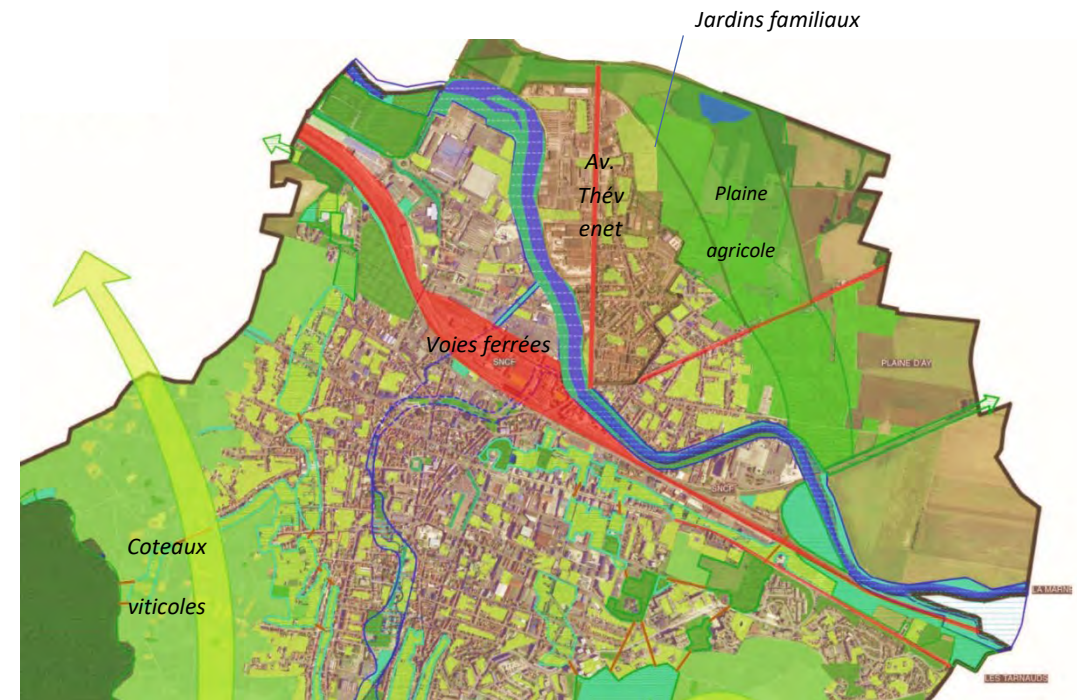 Jardins familiaux
Av.
Thév
enet
Plaine
agricole
Voies ferrées
SNCF
PLAINE D'AY
SNCF
Coteaux
viticoles
LA MARNE
LES TARNAUDS